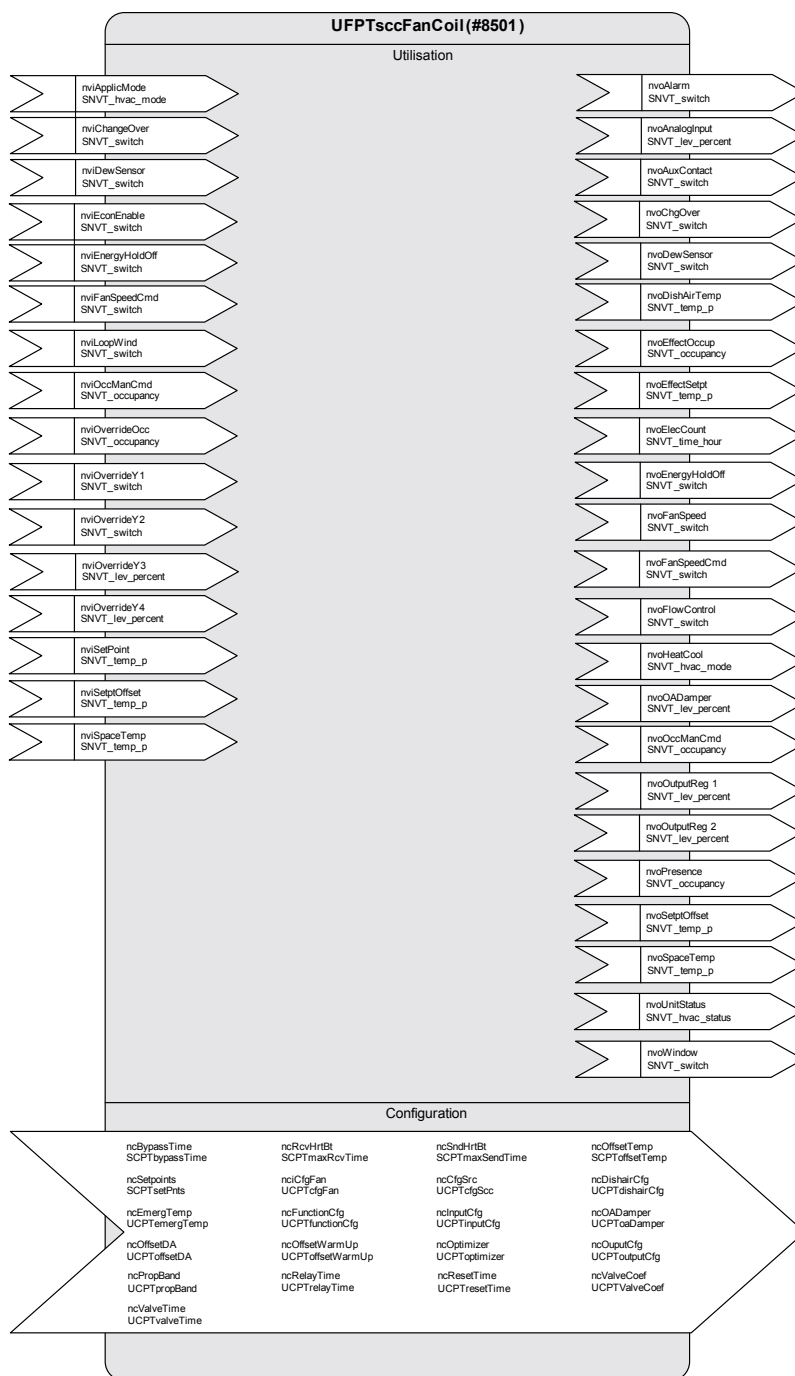 UFPTsccFanCoil(#8501)
Utilisation
nviApplicMode
SNVT_hvac_mode
nviChangeOver
SNVT_switch
nviDewSensor
SNVT_switch
nviEconEnable
SNVT_switch
nviEnergyHoldOff
SNVT_switch
nviFanSpeedCmd
SNVT_switch
nviLoopWind
SNVT_switch
nviOccManCmd
SNVT_occupancy
nviOverrideOcc
SNVT_occupancy
nviOverrideY1
SNVT_switch
nviOverrideY2
SNVT_switch
nviOverrideY3
SNVT_lev_percent
nviOverrideY4
SNVT_lev_percent
nviSetPoint
SNVT_temp_p
nviSetptOffset
SNVT_temp_p
nviSpaceTemp
SNVT_temp_p
nvoAlarm
SNVT_switch
nvoAnalogInput
SNVT_lev_percent
nvoAuxContact
SNVT_switch
nvoChgOver
SNVT_switch
nvoDewSensor
SNVT_switch
nvoDishAirTemp
SNVT_temp_p
nvoEffectOccup
SNVT_occupancy
nvoEffectSetpt
SNVT_temp_p
nvoElecCount
SNVT_time_hour
nvoEnergyHoldOff
SNVT_switch
nvoFanSpeed
SNVT_switch
nvoFanSpeedCmd
SNVT_switch
nvoFlowControl
SNVT_switch
nvoHeatCool
SNVT_hvac_mode
nvoOADamper
SNVT_lev_percent
nvoOccManCmd
SNVT_occupancy
nvoOutputReg 1
SNVT_lev_percent
nvoOutputReg 2
SNVT_lev_percent
nvoPresence
SNVT_occupancy
nvoSetptOffset
SNVT_temp_p
nvoSpaceTemp
SNVT_temp_p
nvoUnitStatus
SNVT_hvac_status
nvoWindow
SNVT_switch
Configuration
ncBypassTime
SCPTbypassTime
ncRcvHrtBt
SCPTmaxRcvTime
ncSndHrtBt
SCPTmaxSendTime
ncOffsetTemp
SCPToffsetTemp
ncSetpoints
SCPTsetPnts
nciCfgFan
UCPTcfgFan
ncCfgSrc
UCPTcfgScc
ncDishairCfg
UCPTdishairCfg
ncEmergTemp
UCPTemergTemp
ncFunctionCfg
UCPTfunctionCfg
ncInputCfg
UCPTinputCfg
ncOADamper
UCPToaDamper
ncOffsetDA
UCPToffsetDA
ncOffsetWarmUp
UCPToffsetWarmUp
ncOptimizer
UCPToptimizer
ncOuputCfg
UCPToutputCfg
ncPropBand
UCPTpropBand
ncRelayTime
UCPTrelayTime
ncResetTime
UCPTresetTime
ncValveCoef
UCPTValveCoef
ncValveTime
UCPTvalveTime